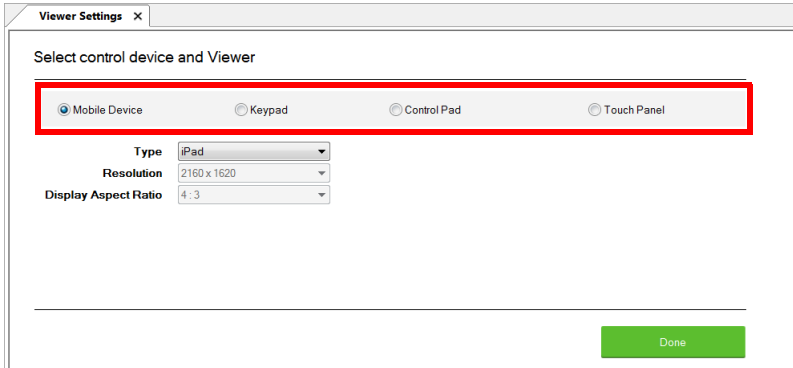 Viewer Settings X
Select control device and Viewer
Mobile Device Keypad Control Pad Touch Panel
Type iPad
Resolution 2160 x 1620
Display Aspect Ratio 4 : 3
Done